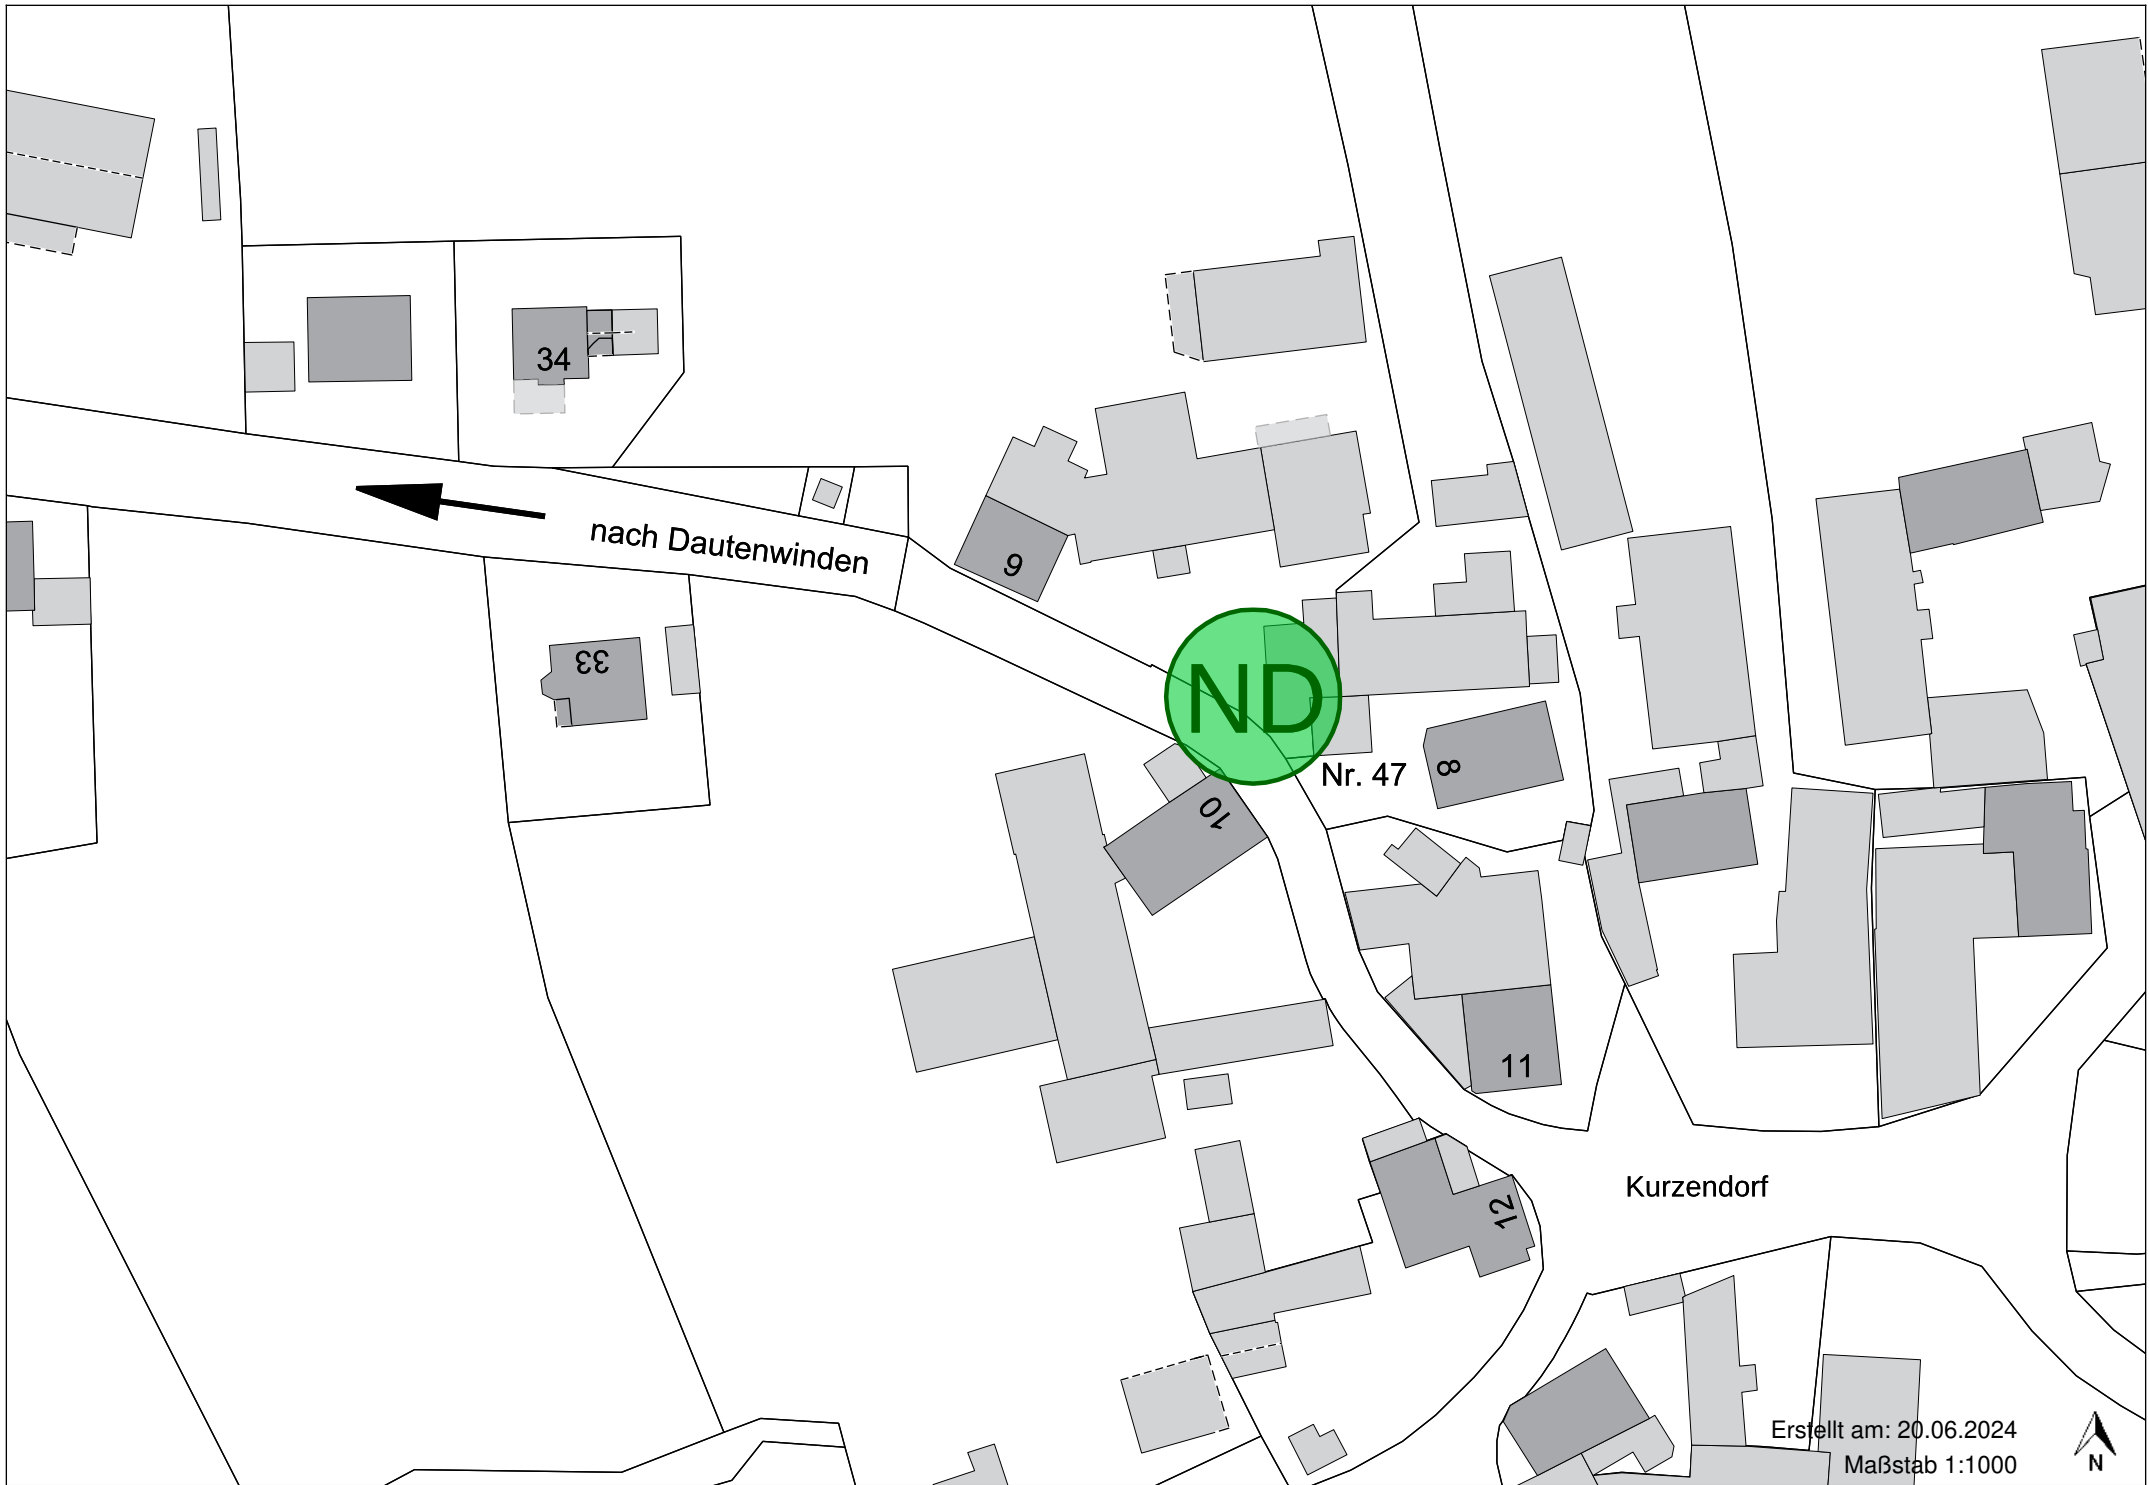 34
nach Dautenwinden
9
33
ND
Nr. 47
8
10
11
Kurzendorf
12
Erstellt am: 20.06.2024
Maßstab 1:1000
N